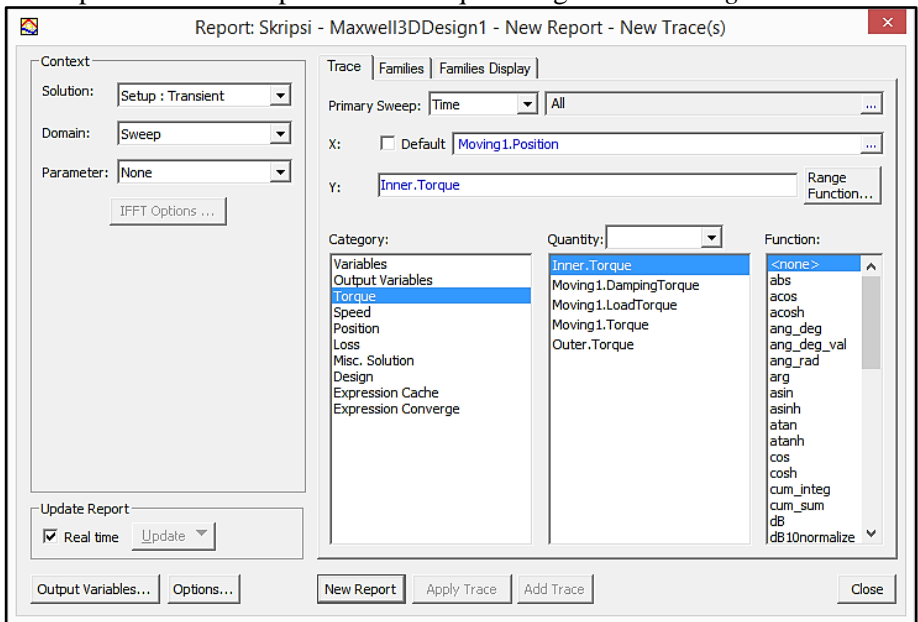 Report: Skripsi - Maxwell3DDesign1 - New Report - New Trace(s)
Context
Solution: Setup : Transient
Domain: Sweep
Parameter: None
IFFT Options ...
Update Report
Real time Update
Output Variables... Options...
Trace Families Families Display
Primary Sweep: Time All ...
X: Default Moving1.Position ...
Y: Inner.Torque Range Function...
Category:
Variables
Output Variables
Torque
Speed
Position
Loss
Misc. Solution
Design
Expression Cache
Expression Converge
Quantity:
Inner.Torque
Moving1.DampingTorque
Moving1.LoadTorque
Moving1.Torque
Outer.Torque
Function:
<none>
abs
acos
acosh
ang_deg
ang_deg_val
ang_rad
arg
asin
asinh
atan
atanh
cos
cosh
cum_integ
cum_sum
dB
dB10normalize
New Report Apply Trace Add Trace Close